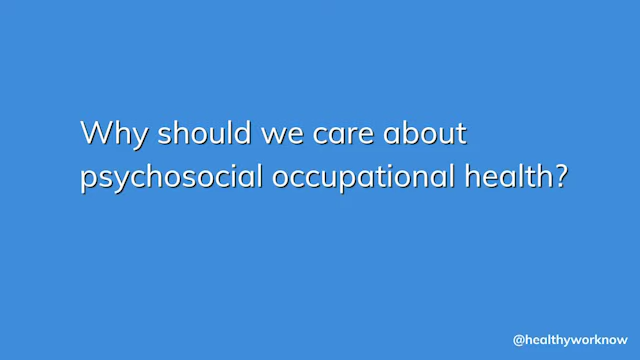 Why should we care about
psychosocial occupational health?
@healthyworknow